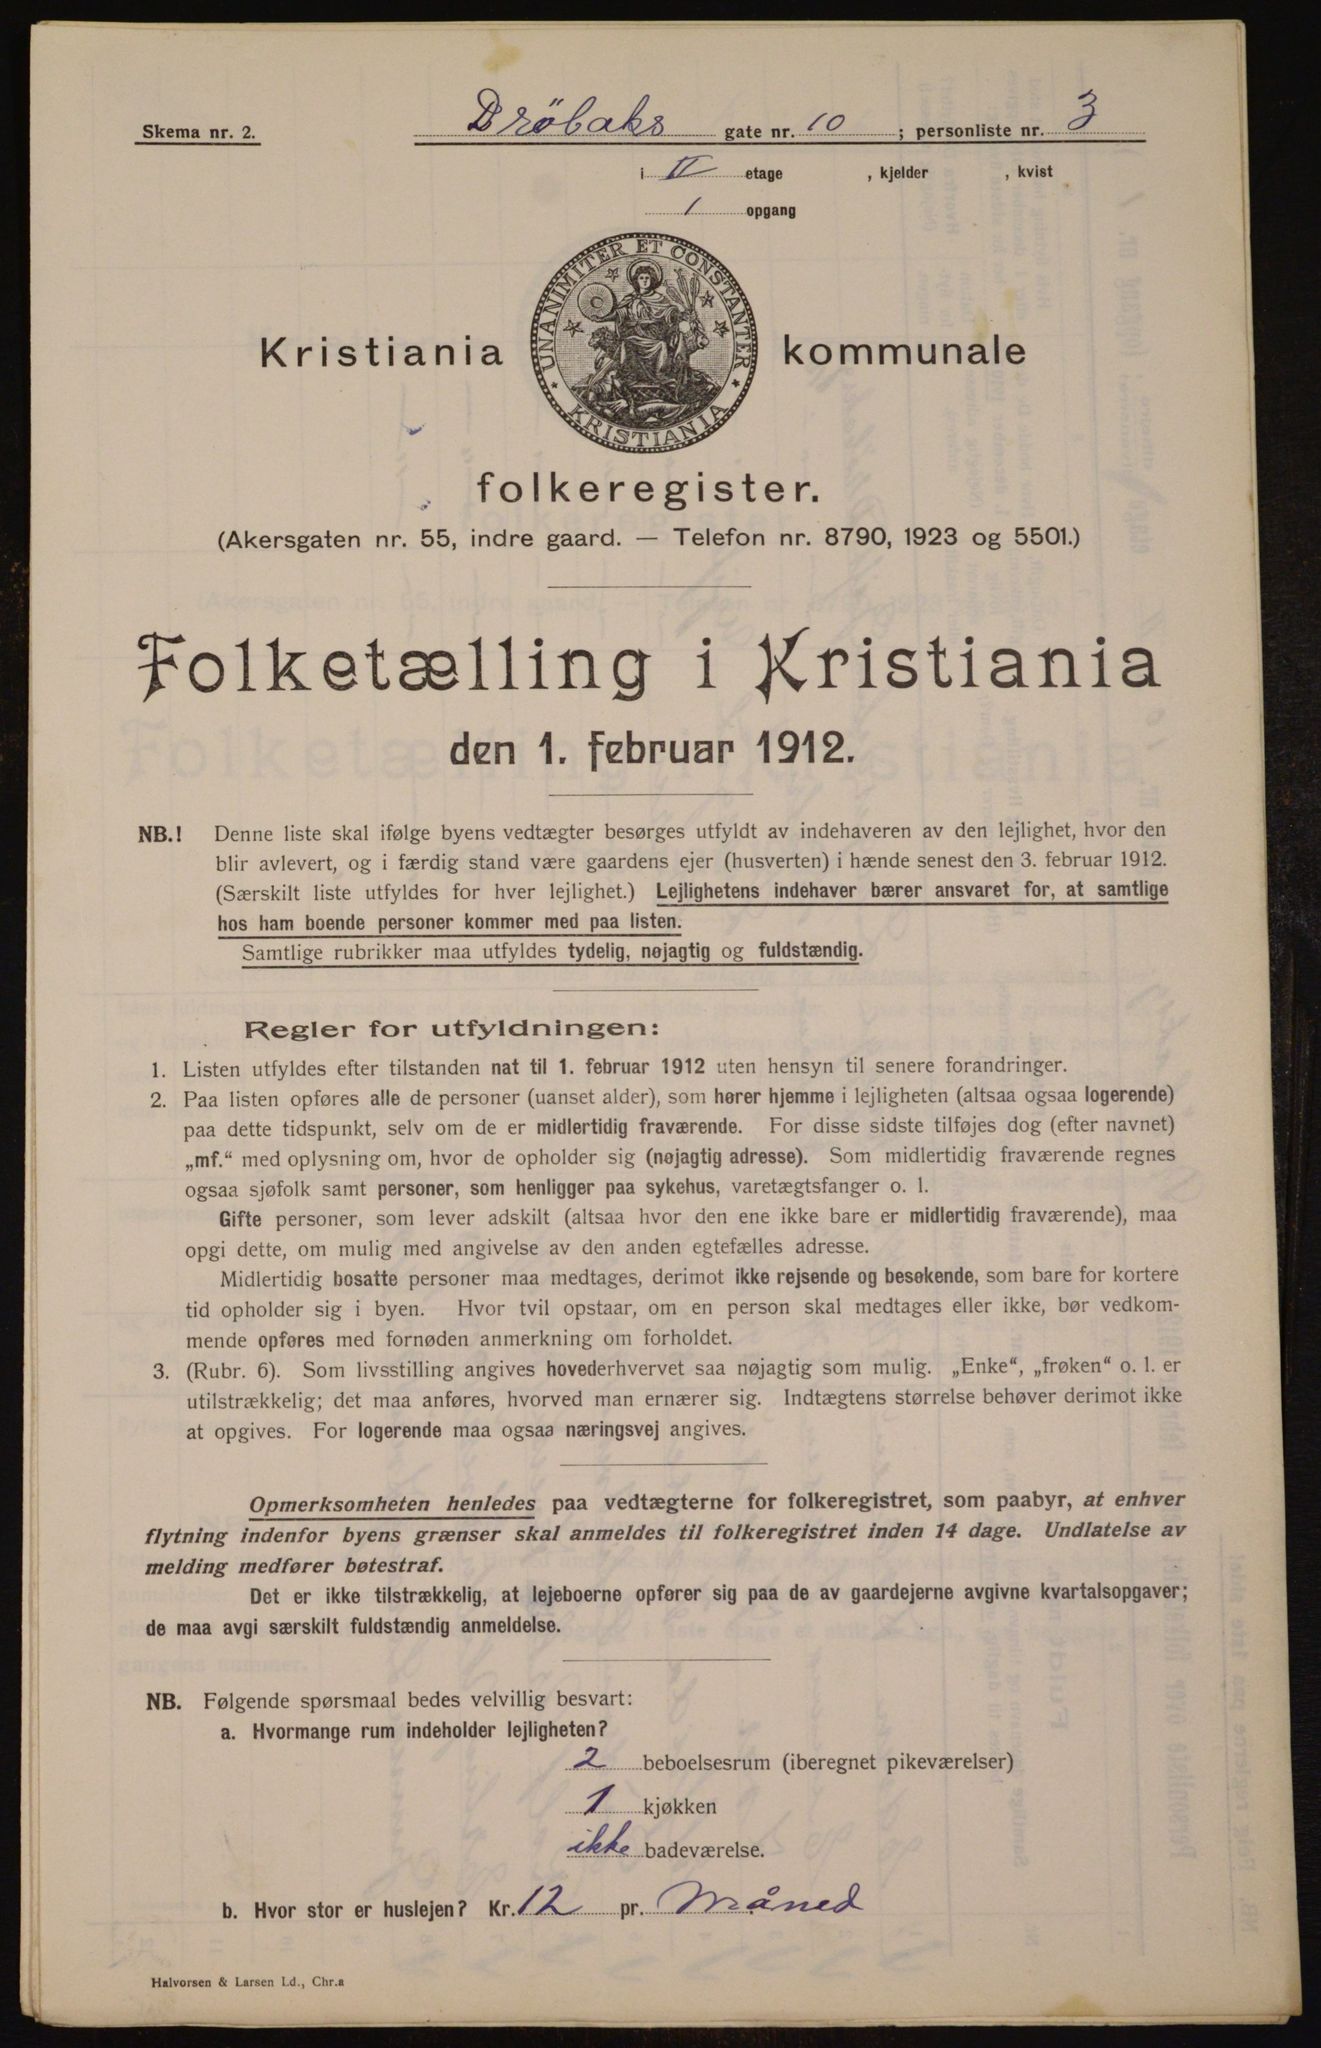 Skema nr. 2.
Dröbaks gate nr. 10 ; personliste nr. 3
i II etage , kjelder , kvist
1 opgang
UNANIMITER ET CONSTANTER
KRISTIANIA
Kristiania kommunale
folkeregister.
(Akersgaten nr. 55, indre gaard. — Telefon nr. 8790, 1923 og 5501.)
Folketælling i Kristiania
den 1. februar 1912.
NB.! Denne liste skal ifølge byens vedtægter besørges utfyldt av indehaveren av den lejlighet, hvor den
blir avlevert, og i færdig stand være gaardens ejer (husverten) i hænde senest den 3. februar 1912.
(Særskilt liste utfyldes for hver lejlighet.) Lejlighetens indehaver bærer ansvaret for, at samtlige
hos ham boende personer kommer med paa listen.
Samtlige rubrikker maa utfyldes tydelig, nøjagtig og fuldstændig.
Regler for utfyldningen:
1. Listen utfyldes efter tilstanden nat til 1. februar 1912 uten hensyn til senere forandringer.
2. Paa listen opføres alle de personer (uanset alder), som hører hjemme i lejligheten (altsaa ogsaa logerende)
paa dette tidspunkt, selv om de er midlertidig fraværende. For disse sidste tilføjes dog (efter navnet)
„mf.“ med oplysning om, hvor de opholder sig (nøjagtig adresse). Som midlertidig fraværende regnes
ogsaa sjøfolk samt personer, som henligger paa sykehus, varetægtsfanger o. l.
Gifte personer, som lever adskilt (altsaa hvor den ene ikke bare er midlertidig fraværende), maa
opgi dette, om mulig med angivelse av den anden egtefælles adresse.
Midlertidig bosatte personer maa medtages, derimot ikke rejsende og besøkende, som bare for kortere
tid opholder sig i byen. Hvor tvil opstaar, om en person skal medtages eller ikke, bør vedkom-
mende opføres med fornøden anmerkning om forholdet.
3. (Rubr. 6). Som livsstilling angives hovederhvervet saa nøjagtig som mulig. „Enke“, „frøken“ o. l. er
utilstrækkelig; det maa anføres, hvorved man ernærer sig. Indtægtens størrelse behøver derimot ikke
at opgives. For logerende maa ogsaa næringsvej angives.
Opmerksomheten henledes paa vedtægterne for folkeregistret, som paabyr, at enhver
flytning indenfor byens grænser skal anmeldes til folkeregistret inden 14 dage. Undlatelse av
melding medfører bøtestraf.
Det er ikke tilstrækkelig, at lejeboerne opfører sig paa de av gaardejerne avgivne kvartalsopgaver;
de maa avgi særskilt fuldstændig anmeldelse.
NB. Følgende spørsmaal bedes velvillig besvart:
a. Hvormange rum indeholder lejligheten?
2 beboelsesrum (iberegnet pikeværelser)
1 kjøkken
ikke badeværelse.
b. Hvor stor er huslejen? Kr. 12 pr. Måned
Halvorsen & Larsen Ld., Chr.a